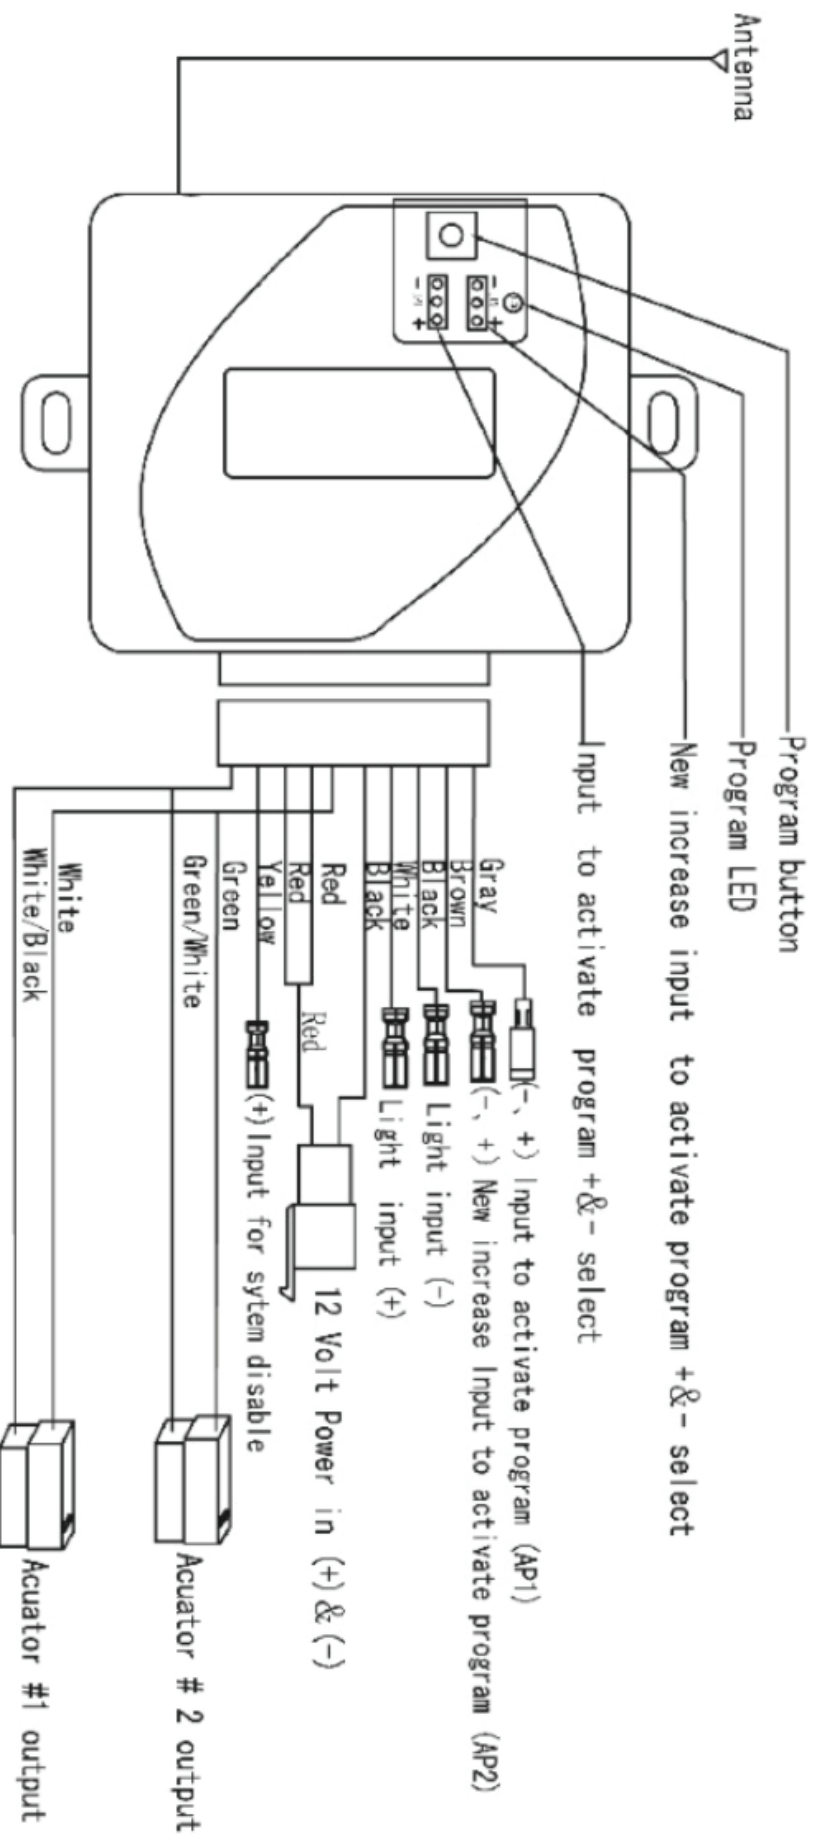 Antenna
Program button
Program LED
New increase input to activate program +&- select
Input to activate program +&- select
- +
- +
Gray
(-, +) Input to activate program (AP1)
Brown
(-, +) New increase Input to activate program (AP2)
Black
Light input (-)
White
Light input (+)
Black
Red
Red
Red
12 Volt Power in (+)&(-)
Yellow
(+)Input for sytem disable
Green
Green/White
Acuator # 2 output
White
White/Black
Acuator #1 output